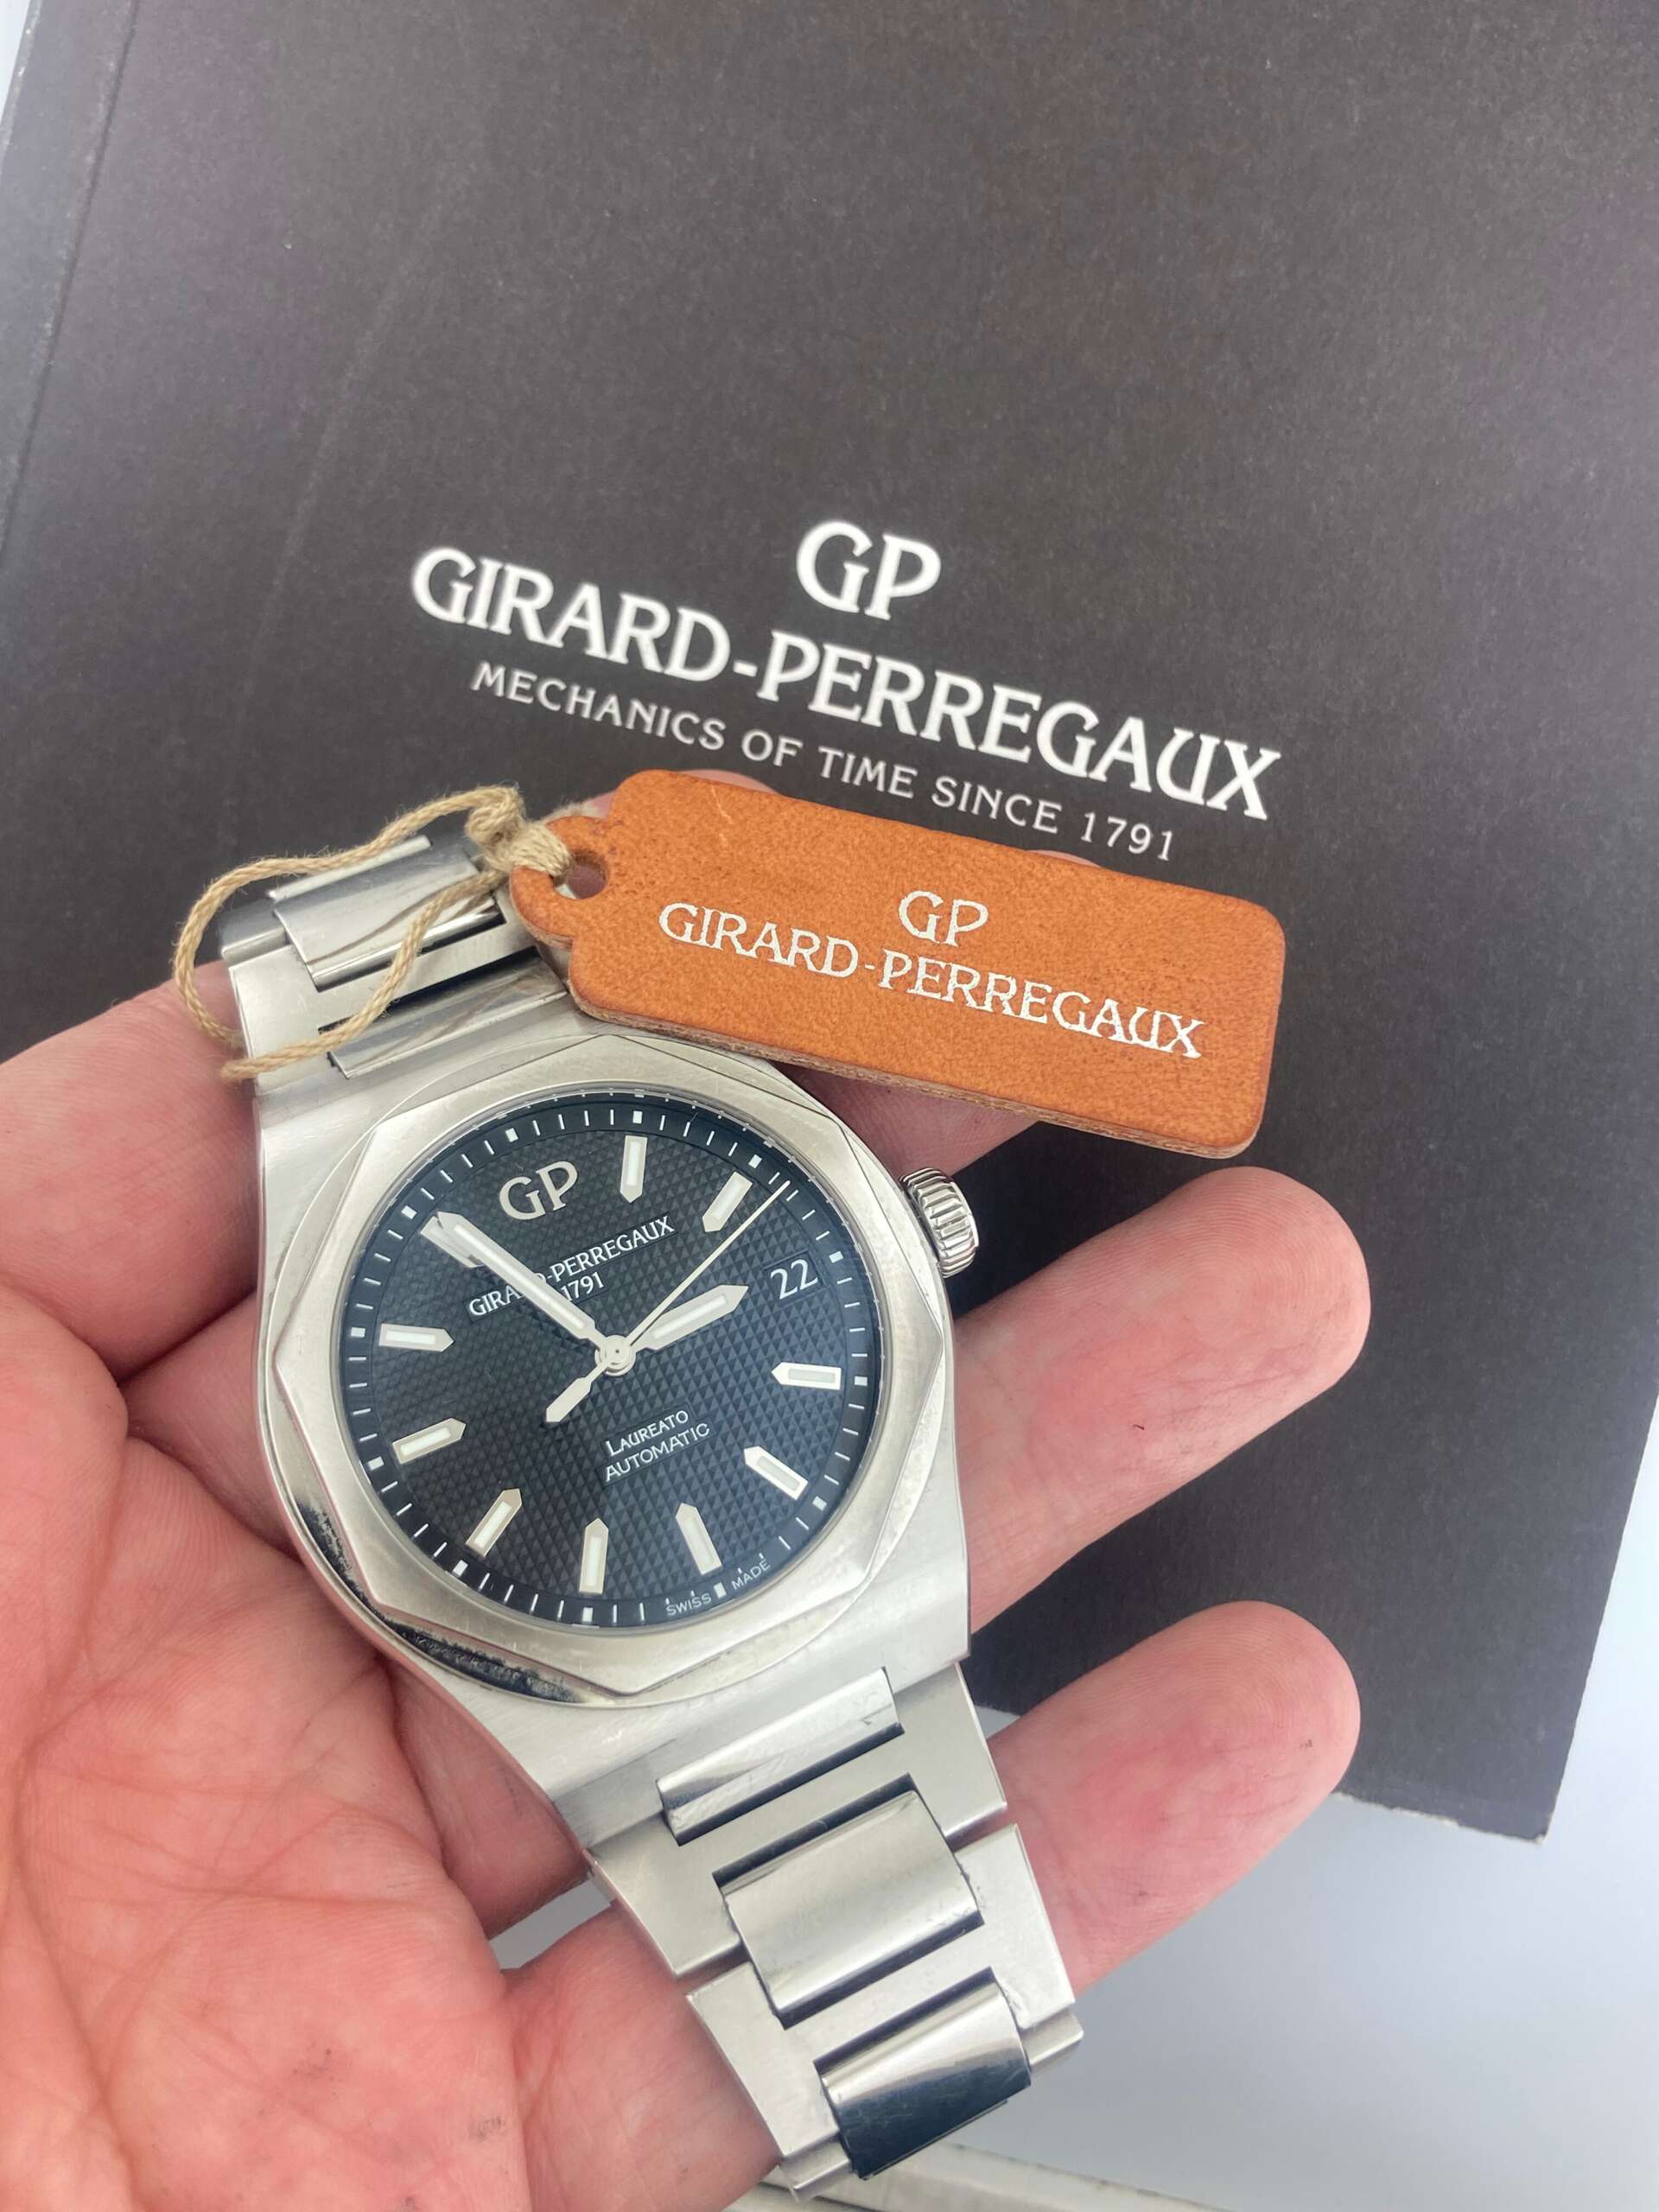 GP
GIRARD-PERREGAUX
MECHANICS OF TIME SINCE 1791
GP
GIRARD-PERREGAUX
GP
GIRARD-PERREGAUX
1791
22
LAUREATO
AUTOMATIC
SWISS MADE